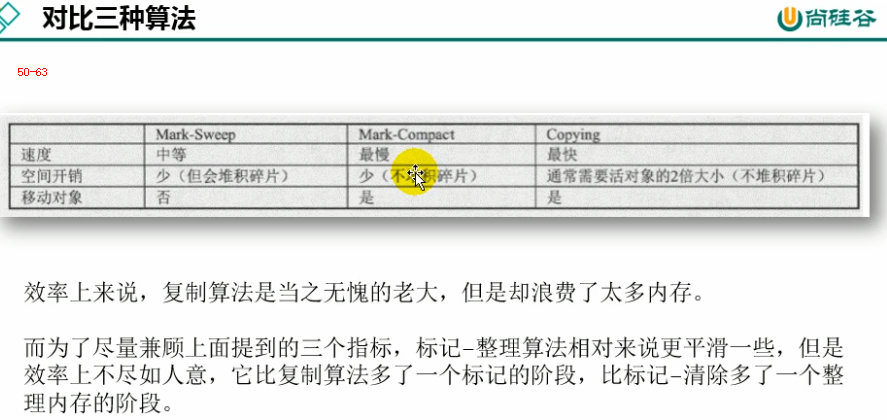 对比三种算法
尚硅谷
50-63
Mark-Sweep Mark-Compact Copying
速度 中等 最慢 最快
空间开销 少（但会堆积碎片） 少（不堆积碎片） 通常需要活对象的2倍大小（不堆积碎片）
移动对象 否 是 是
效率上来说，复制算法是当之无愧的老大，但是却浪费了太多内存。
而为了尽量兼顾上面提到的三个指标，标记-整理算法相对来说更平滑一些，但是
效率上不尽如人意，它比复制算法多了一个标记的阶段，比标记-清除多了一个整
理内存的阶段。